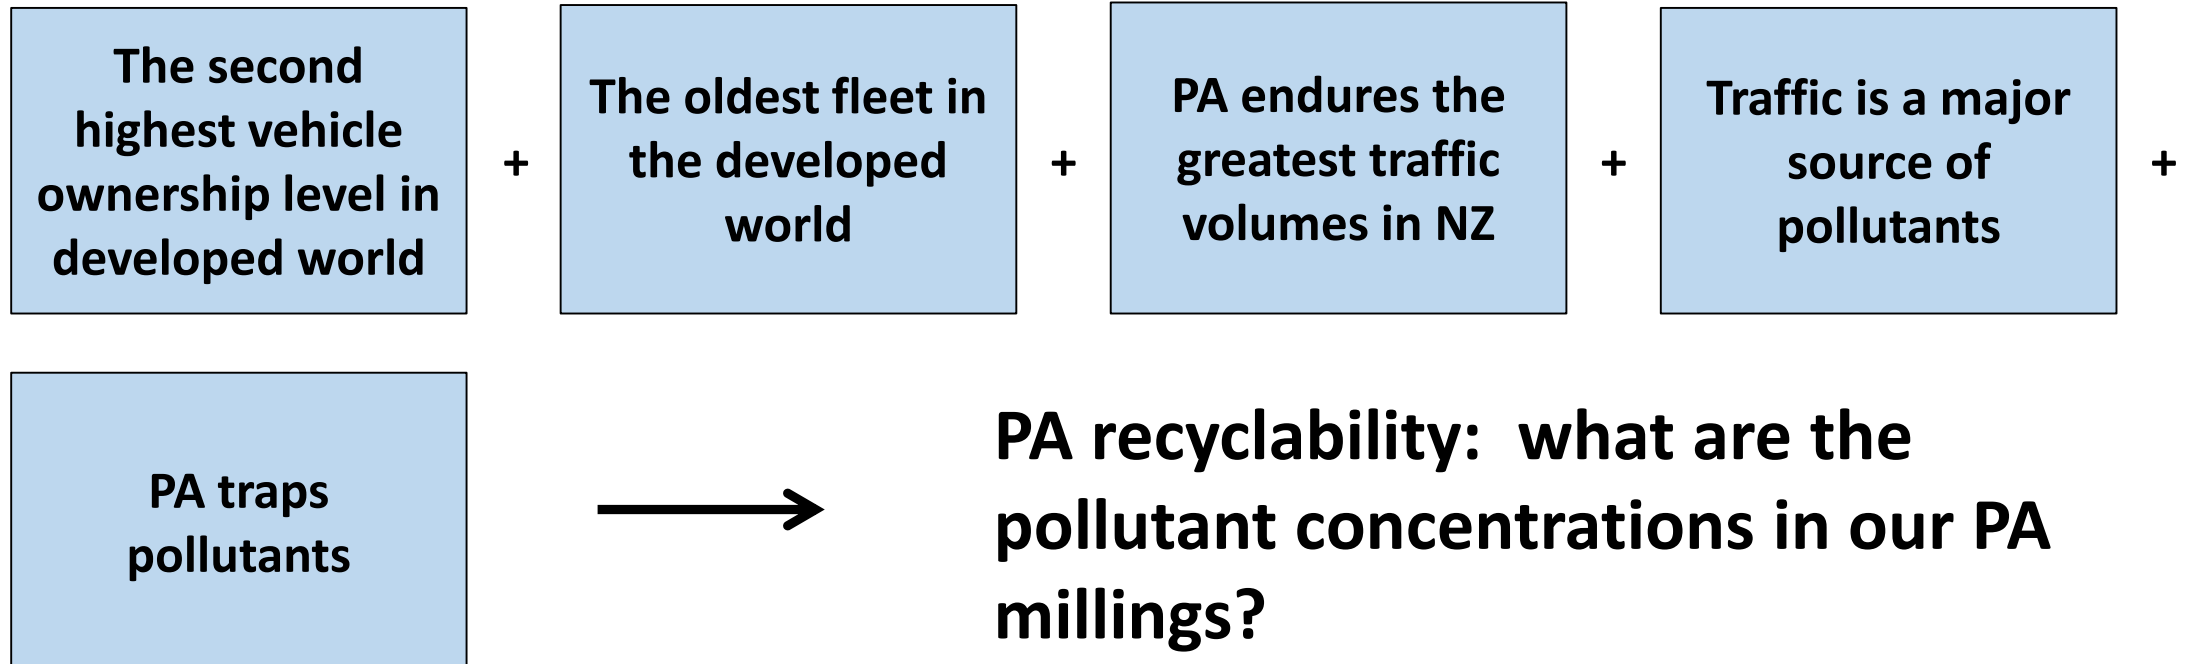 The second
highest vehicle
ownership level in
developed world
+
The oldest fleet in
the developed
world
+
PA endures the
greatest traffic
volumes in NZ
+
Traffic is a major
source of
pollutants
+
PA traps
pollutants
PA recyclability:  what are the
pollutant concentrations in our PA
millings?